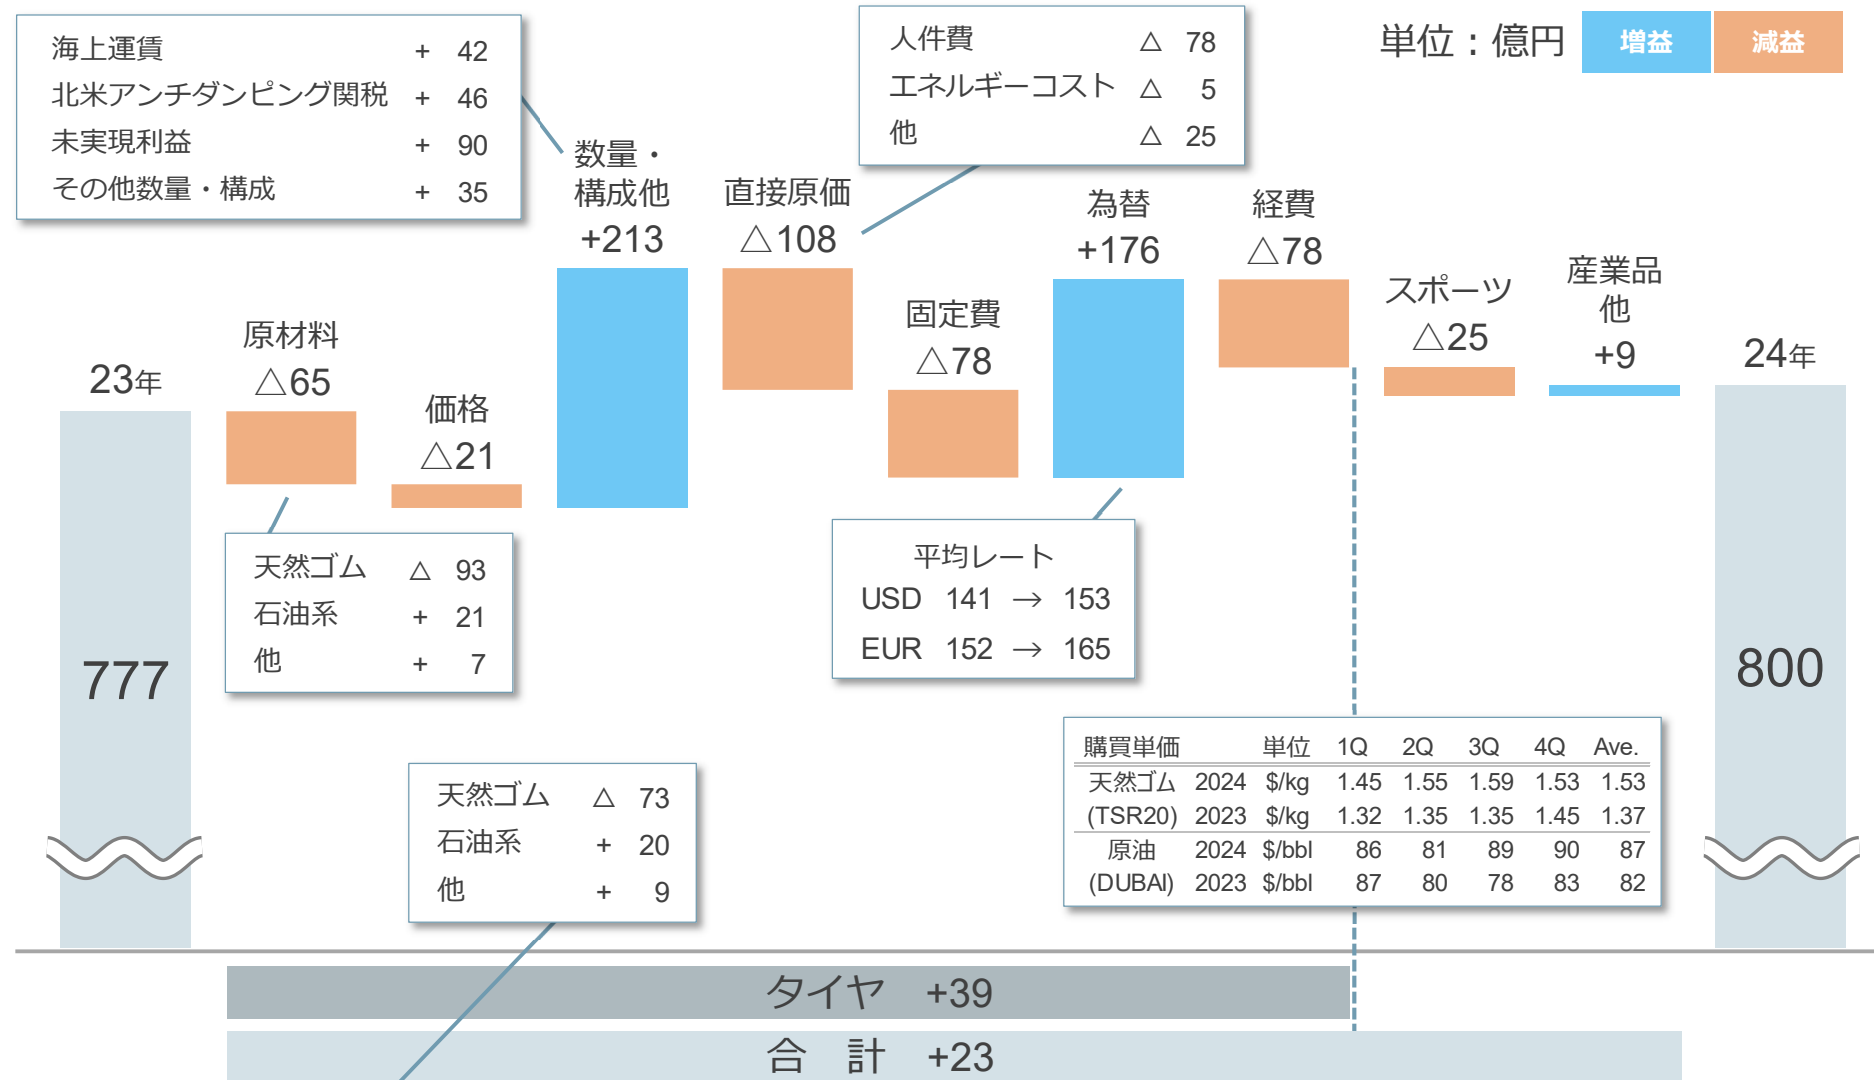 単位：億円 増益 減益
海上運賃 + 42
北米アンチダンピング関税 + 46
未実現利益 + 90
その他数量・構成 + 35
人件費 △ 78
エネルギーコスト △ 5
他 △ 25
23年
777
原材料
△65
価格
△21
数量・
構成他
+213
直接原価
△108
固定費
△78
為替
+176
経費
△78
スポーツ
△25
産業品
他
+9
24年
800
天然ゴム △ 93
石油系 + 21
他 + 7
平均レート
USD 141 → 153
EUR 152 → 165
天然ゴム △ 73
石油系 + 20
他 + 9
購買単価 単位 1Q 2Q 3Q 4Q Ave.
天然ゴム 2024 $/kg 1.45 1.55 1.59 1.53 1.53
(TSR20) 2023 $/kg 1.32 1.35 1.35 1.45 1.37
原油 2024 $/bbl 86 81 89 90 87
(DUBAI) 2023 $/bbl 87 80 78 83 82
タイヤ +39
合 計 +23